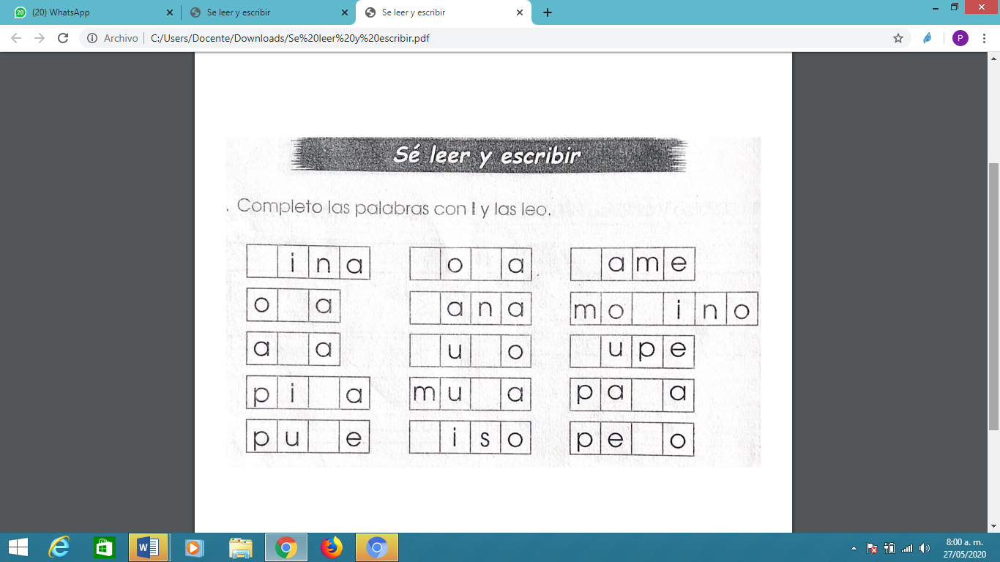 (20) WhatsApp
Se leer y escribir
Se leer y escribir
Archivo
C:/Users/Docente/Downloads/Se%20leer%20y%20escribir.pdf
P
Sé leer y escribir
. Completo las palabras con l y las leo.
i n a   o   a   a m e
o   a   a n a   m o   i n o
a   a   u   o   u p e
p i   a   m u   a   p a   a
p u   e   i s o   p e   o
8:00 a. m.
27/05/2020